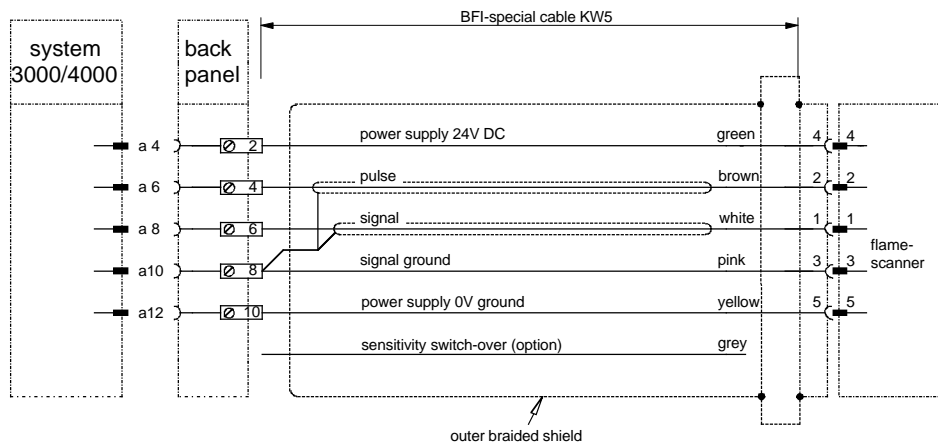 BFI-special cable KW5
system
3000/4000
back
panel
a 4 2 power supply 24V DC green 4 4
a 6 4 pulse brown 2 2
a 8 6 signal white 1 1
flame-
scanner
a10 8 signal ground pink 3 3
a12 10 power supply 0V ground yellow 5 5
sensitivity switch-over (option) grey
outer braided shield